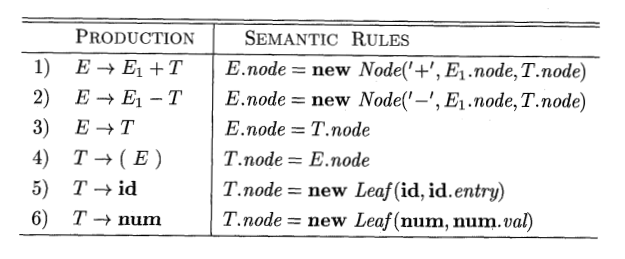 PRODUCTION SEMANTIC RULES
1) E → E₁ + T E.node = new Node('+', E₁.node, T.node)
2) E → E₁ − T E.node = new Node('−', E₁.node, T.node)
3) E → T E.node = T.node
4) T → ( E ) T.node = E.node
5) T → id T.node = new Leaf(id, id.entry)
6) T → num T.node = new Leaf(num, num.val)